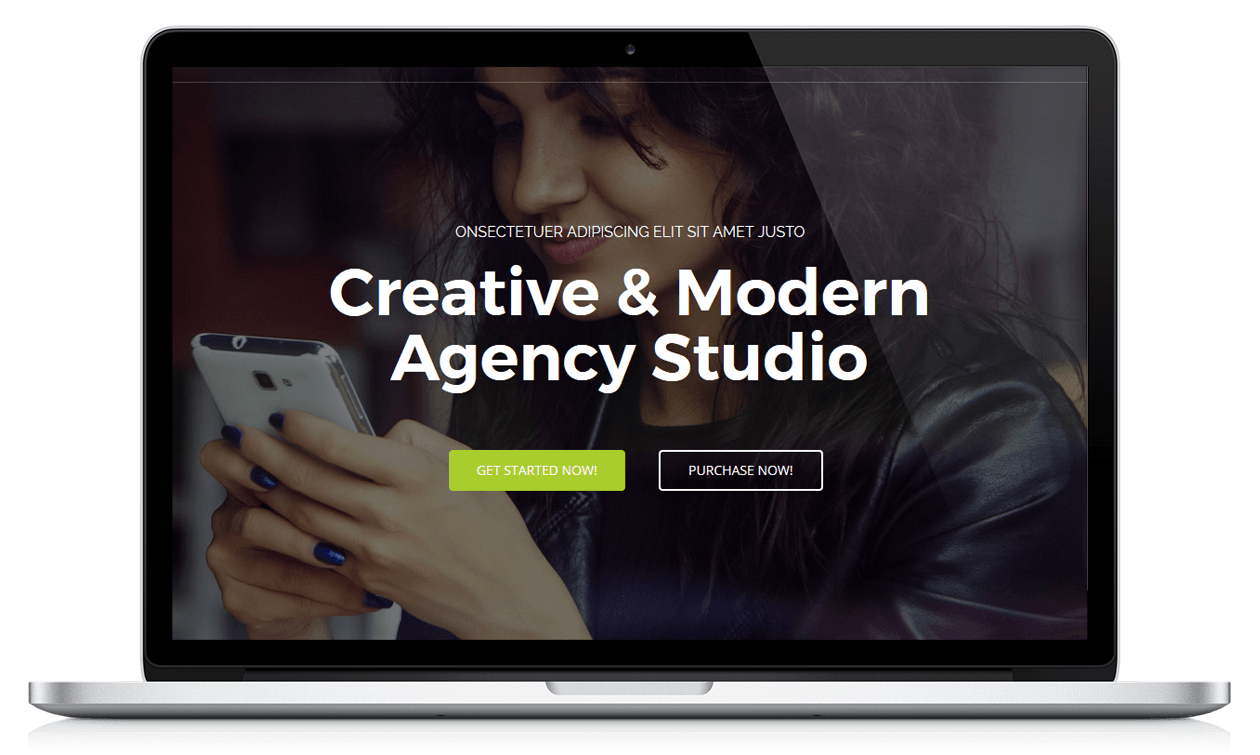 ONSECTETUER ADIPISCING ELIT SIT AMET JUSTO
Creative & Modern
Agency Studio
GET STARTED NOW!
PURCHASE NOW!